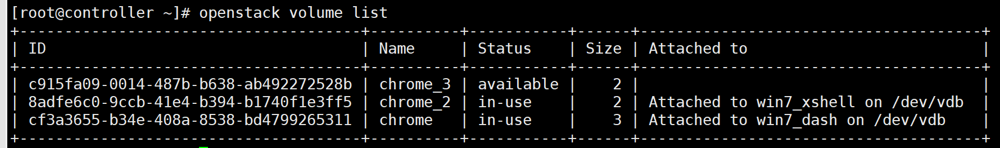 [root@controller ~]# openstack volume list
+--------------------------------------+----------+-----------+------+--------------------------------------+
| ID                                   | Name     | Status    | Size | Attached to                          |
+--------------------------------------+----------+-----------+------+--------------------------------------+
| c915fa09-0014-487b-b638-ab492272528b | chrome_3 | available |    2 |                                      |
| 8adfe6c0-9ccb-41e4-b394-b1740f1e3ff5 | chrome_2 | in-use    |    2 | Attached to win7_xshell on /dev/vdb  |
| cf3a3655-b34e-408a-8538-bd4799265311 | chrome   | in-use    |    3 | Attached to win7_dash on /dev/vdb    |
+--------------------------------------+----------+-----------+------+--------------------------------------+